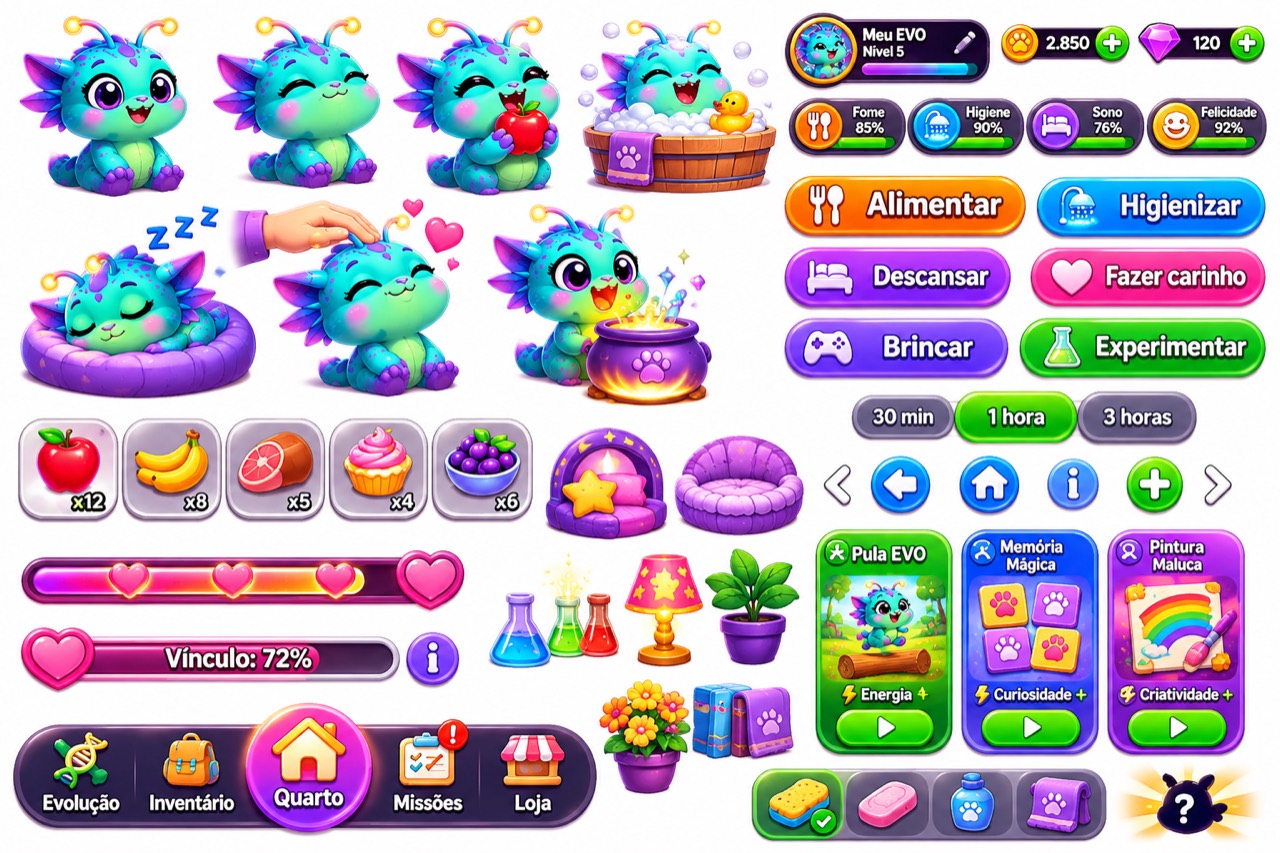 Meu EVO
Nível 5
2.850
120
Fome
85%
Higiene
90%
Sono
76%
Felicidade
92%
Alimentar
Higienizar
Descansar
Fazer carinho
Brincar
Experimentar
30 min
1 hora
3 horas
z z z
x12
x8
x5
x4
x6
i
Pula EVO
Memória
Mágica
Pintura
Maluca
Energia +
Curiosidade +
Criatividade +
Vínculo: 72%
i
Evolução
Inventário
Quarto
!
Missões
Loja
?